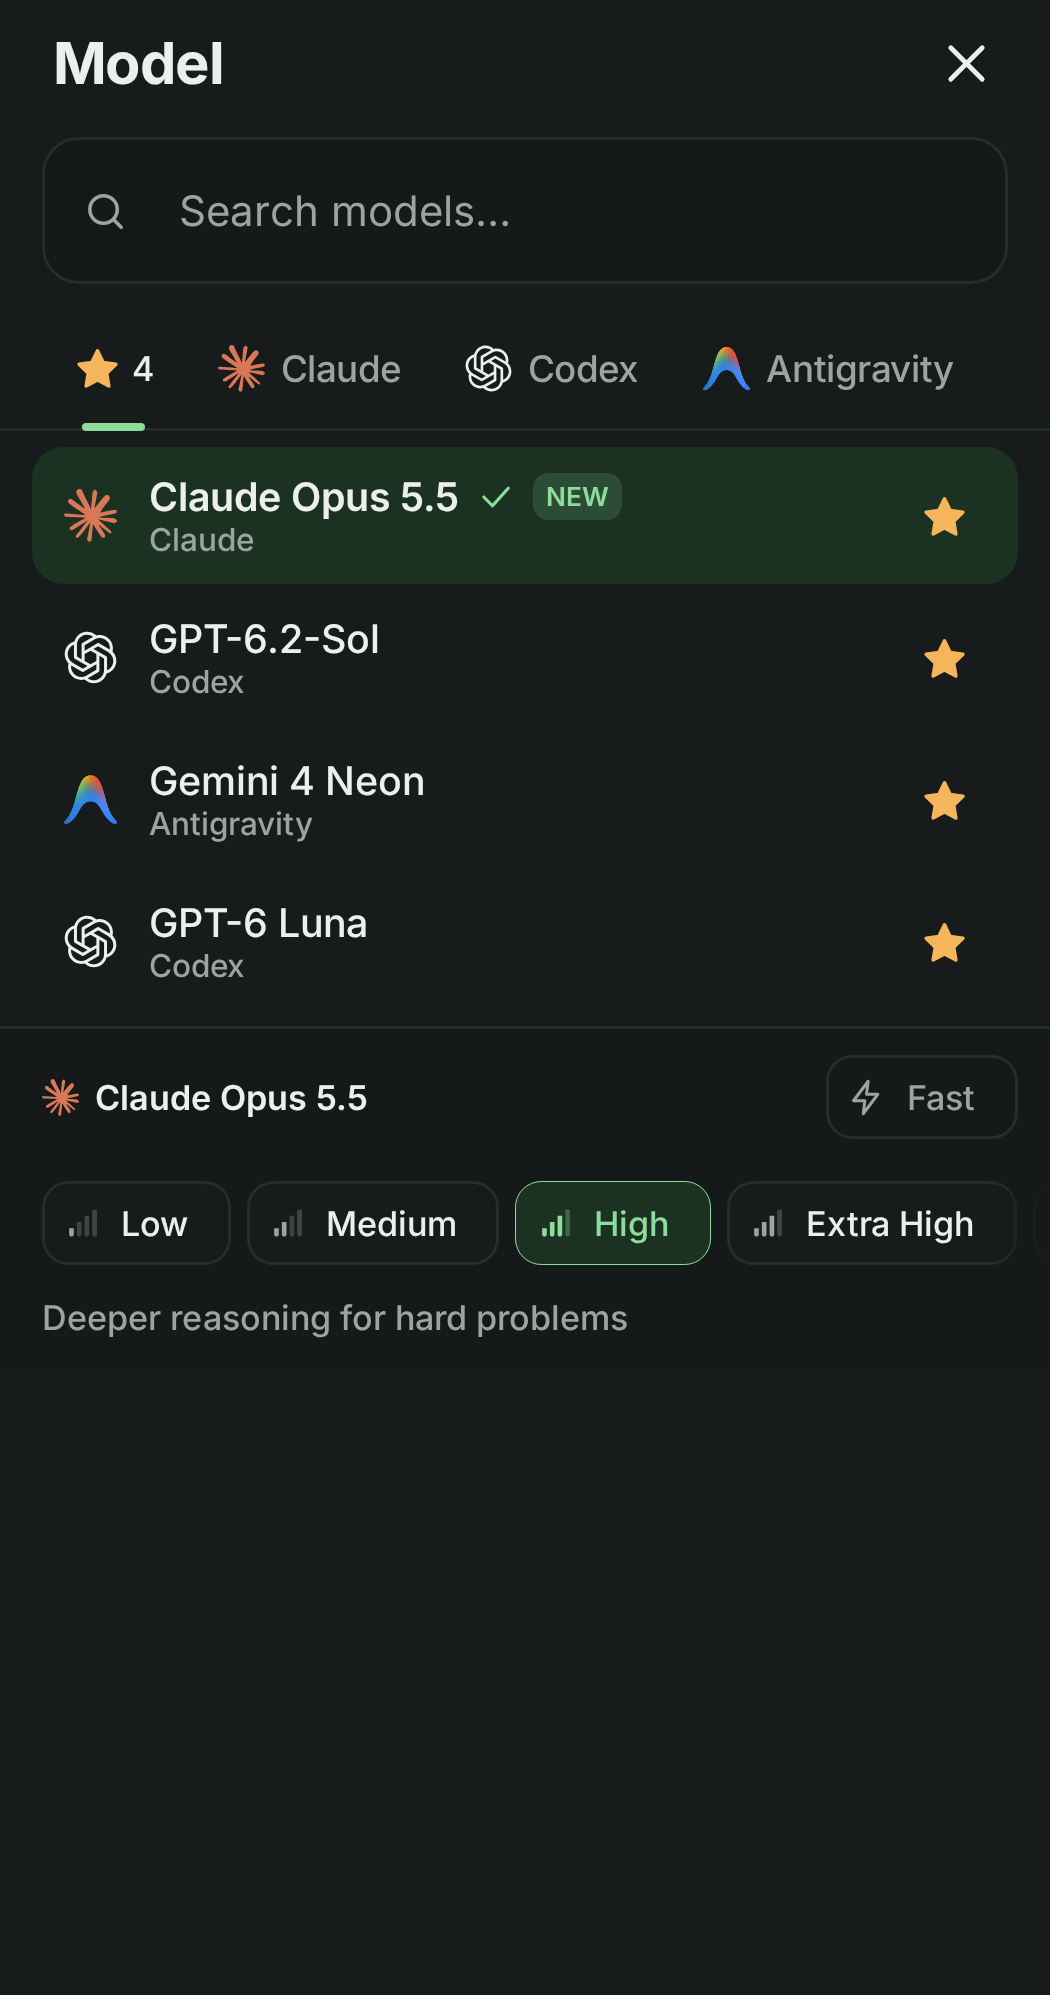 Model
Search models...
4
Claude
Codex
Antigravity
Claude Opus 5.5
NEW
Claude
GPT-6.2-Sol
Codex
Gemini 4 Neon
Antigravity
GPT-6 Luna
Codex
Claude Opus 5.5
Fast
Low
Medium
High
Extra High
Deeper reasoning for hard problems